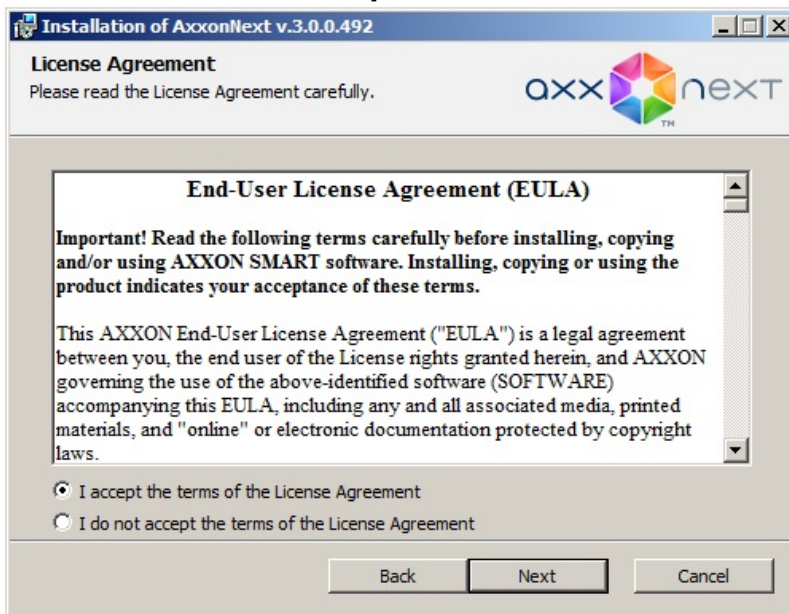 Installation of AxxonNext v.3.0.0.492
License Agreement
Please read the License Agreement carefully.
axx next
TM
End-User License Agreement (EULA)
Important! Read the following terms carefully before installing, copying
and/or using AXXON SMART software. Installing, copying or using the
product indicates your acceptance of these terms.
This AXXON End-User License Agreement ("EULA") is a legal agreement
between you, the end user of the License rights granted herein, and AXXON
governing the use of the above-identified software (SOFTWARE)
accompanying this EULA, including any and all associated media, printed
materials, and "online" or electronic documentation protected by copyright
laws.
I accept the terms of the License Agreement
I do not accept the terms of the License Agreement
Back Next Cancel